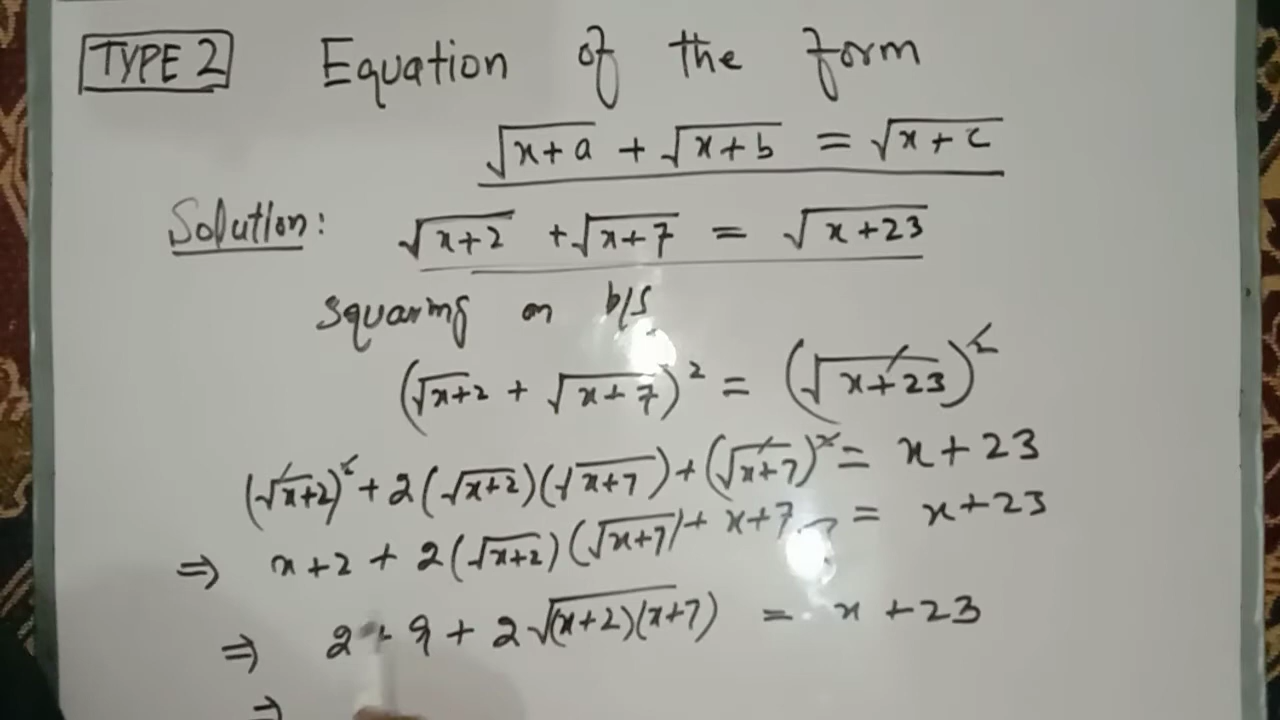 TYPE 2 Equation of the form
√(x+a) + √(x+b) = √(x+c)
Solution: √(x+2) + √(x+7) = √(x+23)
Squaring on b/s
(√(x+2) + √(x+7))² = (√(x+23))²
(√(x+2))² + 2(√(x+2))(√(x+7)) + (√(x+7))² = x+23
⇒ x+2 + 2(√(x+2))(√(x+7)) + x+7 = x+23
⇒ 2 + 9 + 2√((x+2)(x+7)) = x+23
⇒